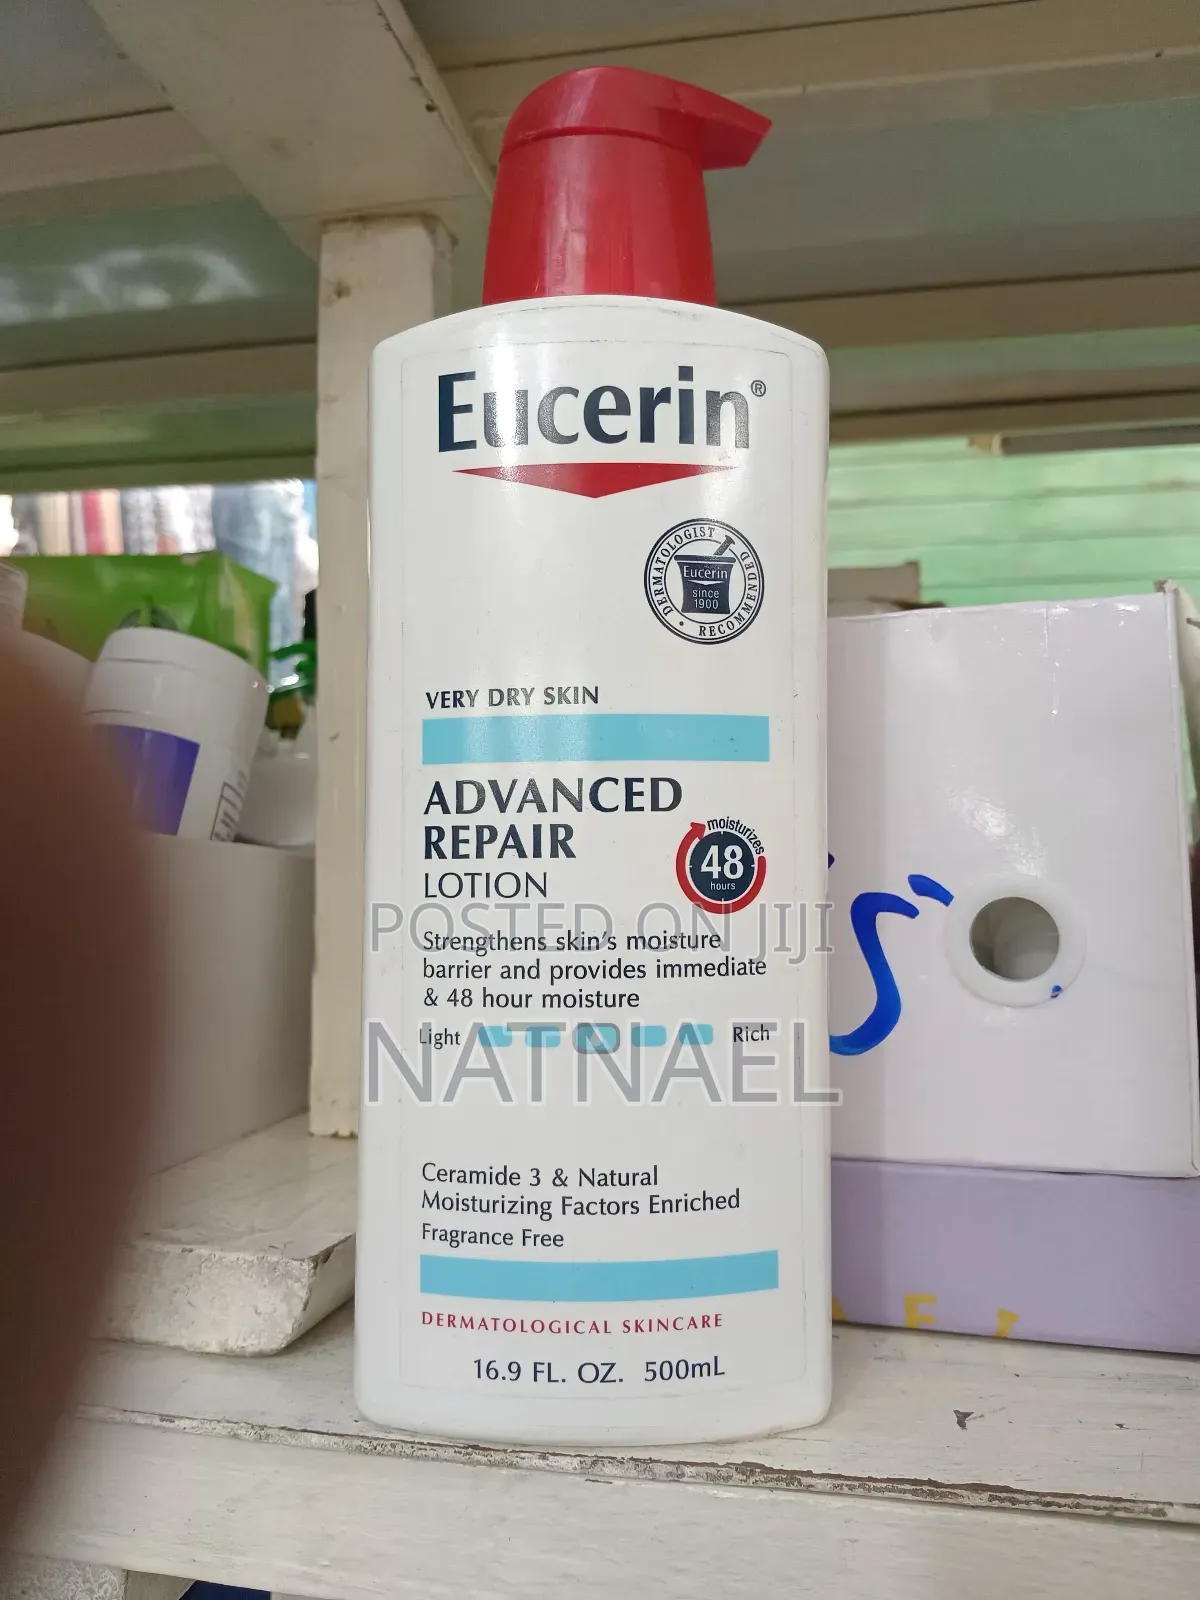 Eucerin®
DERMATOLOGIST RECOMMENDED
Eucerin
since
1900
VERY DRY SKIN
ADVANCED
REPAIR
LOTION
moisturizes
48
hours
POSTED ON JIJI
Strengthens skin's moisture
barrier and provides immediate
& 48 hour moisture
Light Rich
NATNAEL
Ceramide 3 & Natural
Moisturizing Factors Enriched
Fragrance Free
DERMATOLOGICAL SKINCARE
16.9 FL. OZ. 500mL